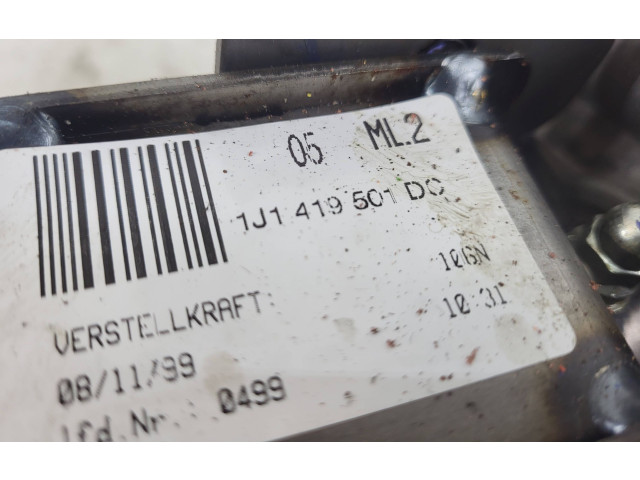 05 ML2
1J1 419 501 DC
VERSTELLKRAFT: 106N
08/11/99 10:31
lfd.Nr.: 0499